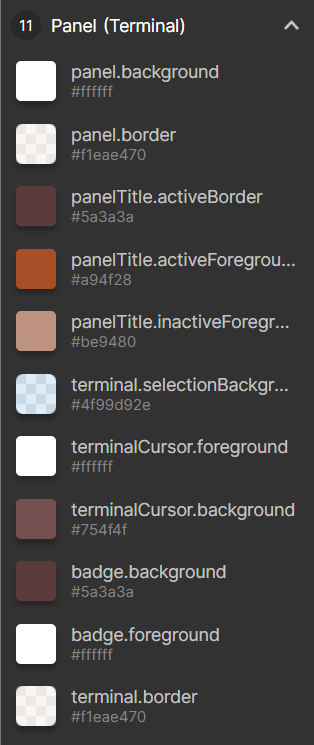 11 Panel (Terminal)
panel.background
#ffffff
panel.border
#f1eae470
panelTitle.activeBorder
#5a3a3a
panelTitle.activeForegrou...
#a94f28
panelTitle.inactiveForegr...
#be9480
terminal.selectionBackgr...
#4f99d92e
terminalCursor.foreground
#ffffff
terminalCursor.background
#754f4f
badge.background
#5a3a3a
badge.foreground
#ffffff
terminal.border
#f1eae470